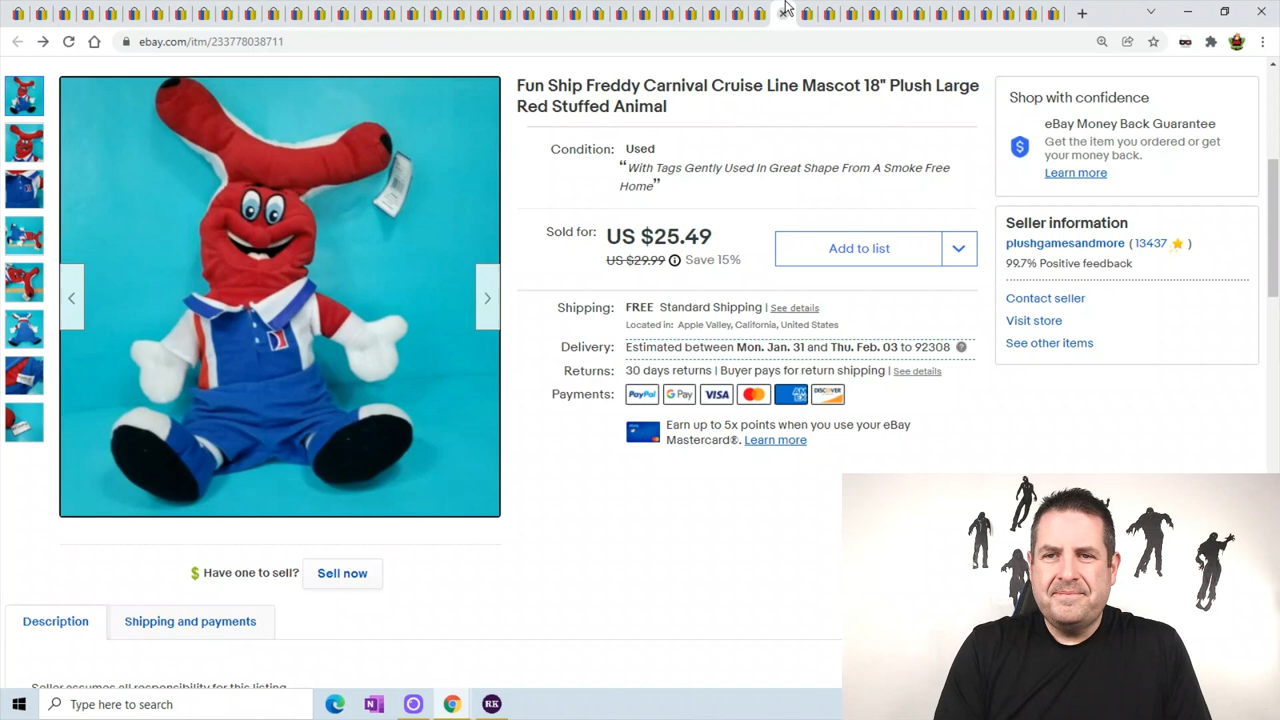 ebay.com/itm/233778038711
Fun Ship Freddy Carnival Cruise Line Mascot 18" Plush Large
Red Stuffed Animal
Condition: Used
"With Tags Gently Used In Great Shape From A Smoke Free
Home"
Sold for: US $25.49
US $29.99 Save 15%
Add to list
Shipping: FREE Standard Shipping | See details
Located in: Apple Valley, California, United States
Delivery: Estimated between Mon. Jan. 31 and Thu. Feb. 03 to 92308
Returns: 30 days returns | Buyer pays for return shipping | See details
Payments: PayPal G Pay VISA DISCOVER
Earn up to 5x points when you use your eBay
Mastercard®. Learn more
Shop with confidence
eBay Money Back Guarantee
Get the item you ordered or get
your money back.
Learn more
Seller information
plushgamesandmore (13437)
99.7% Positive feedback
Contact seller
Visit store
See other items
Have one to sell? Sell now
Description
Shipping and payments
Seller assumes all responsibility for this listing.
Type here to search
RK